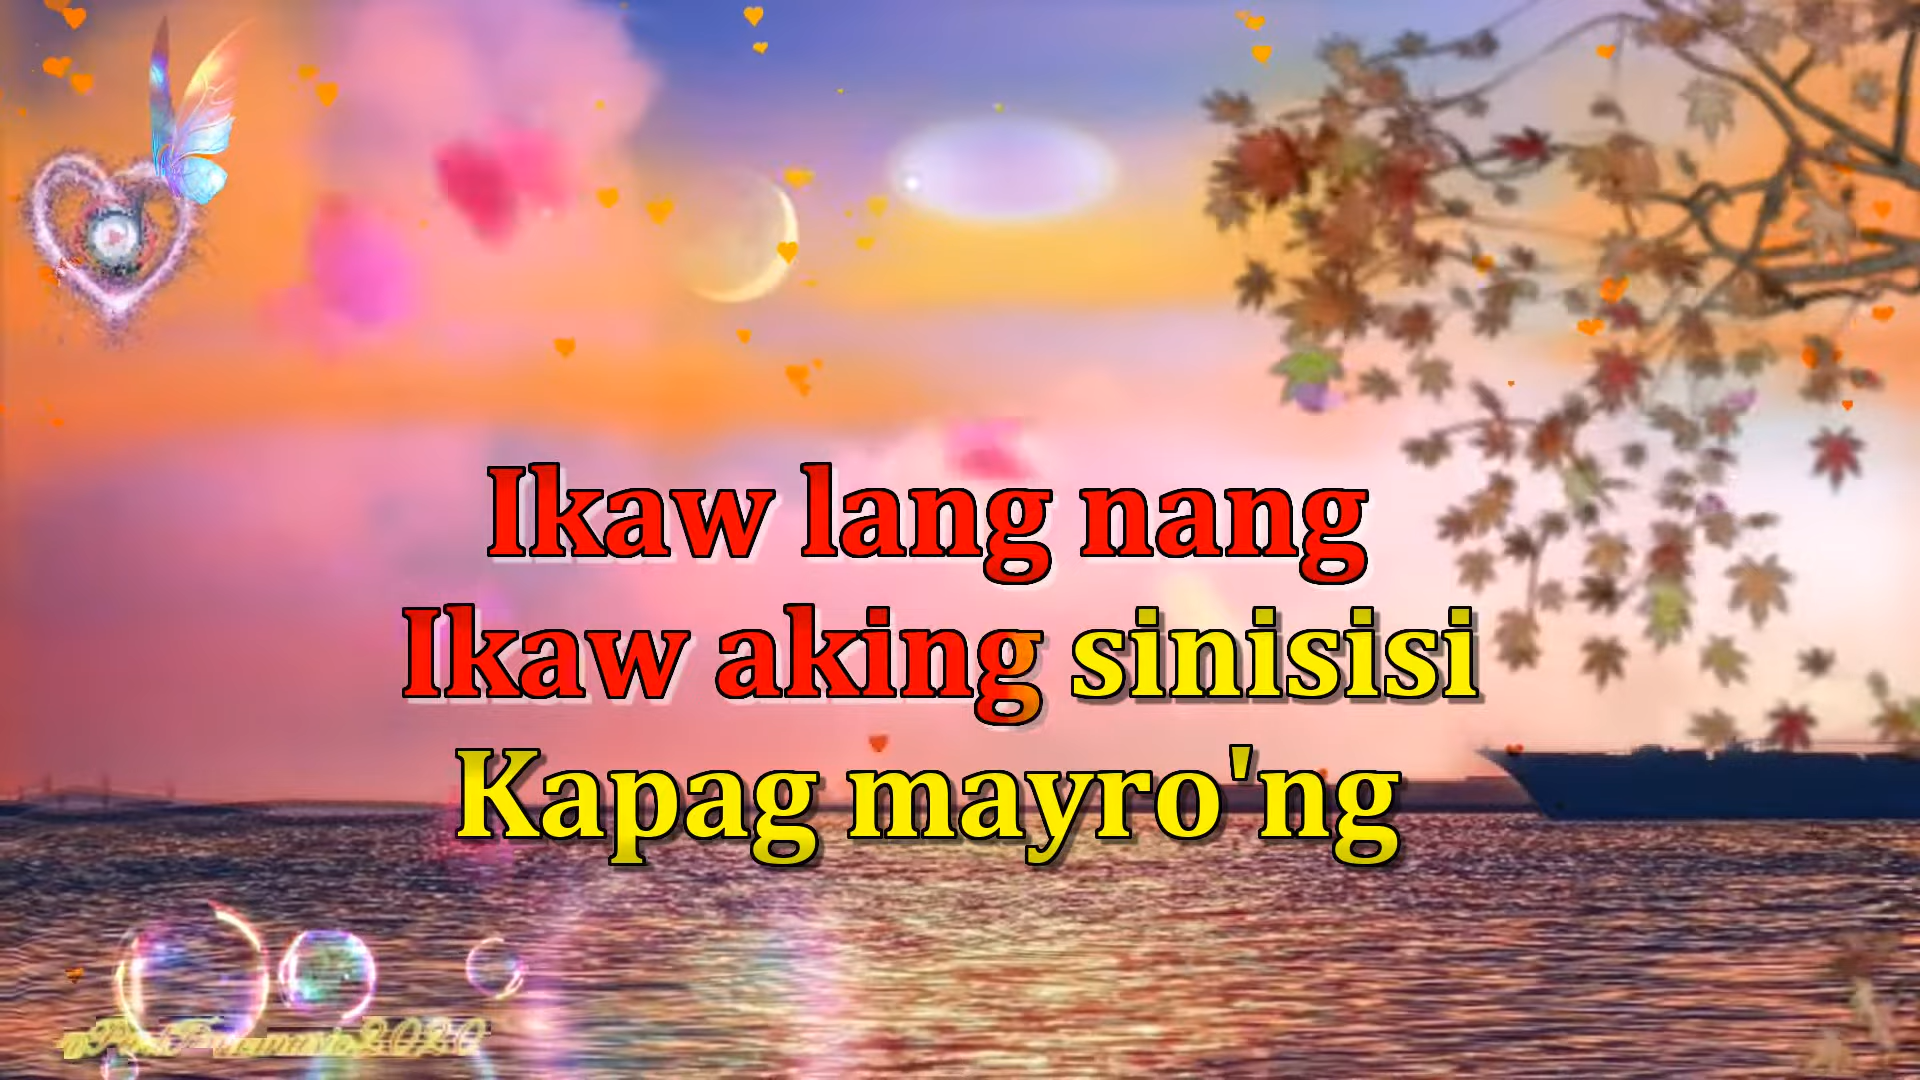 Ikaw lang nang
Ikaw aking sinisisi
Kapag mayro'ng